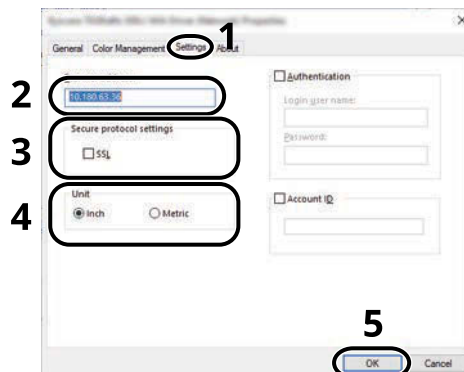 1
General Color Management Settings About
2
10.180.63.36
Secure protocol settings
3
SSL
Unit
4
Inch Metric
Authentication
Login user name:
Password:
Account ID
5
OK Cancel